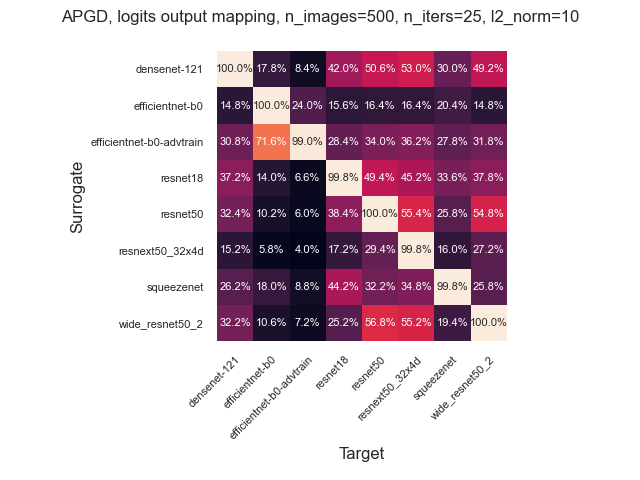 APGD, logits output mapping, n_images=500, n_iters=25, l2_norm=10
Surrogate
densenet-121 100.0% 17.8% 8.4% 42.0% 50.6% 53.0% 30.0% 49.2%
efficientnet-b0 14.8% 100.0% 24.0% 15.6% 16.4% 16.4% 20.4% 14.8%
efficientnet-b0-advtrain 30.8% 71.6% 99.0% 28.4% 34.0% 36.2% 27.8% 31.8%
resnet18 37.2% 14.0% 6.6% 99.8% 49.4% 45.2% 33.6% 37.8%
resnet50 32.4% 10.2% 6.0% 38.4% 100.0% 55.4% 25.8% 54.8%
resnext50_32x4d 15.2% 5.8% 4.0% 17.2% 29.4% 99.8% 16.0% 27.2%
squeezenet 26.2% 18.0% 8.8% 44.2% 32.2% 34.8% 99.8% 25.8%
wide_resnet50_2 32.2% 10.6% 7.2% 25.2% 56.8% 55.2% 19.4% 100.0%
densenet-121 efficientnet-b0 efficientnet-b0-advtrain resnet18 resnet50 resnext50_32x4d squeezenet wide_resnet50_2
Target